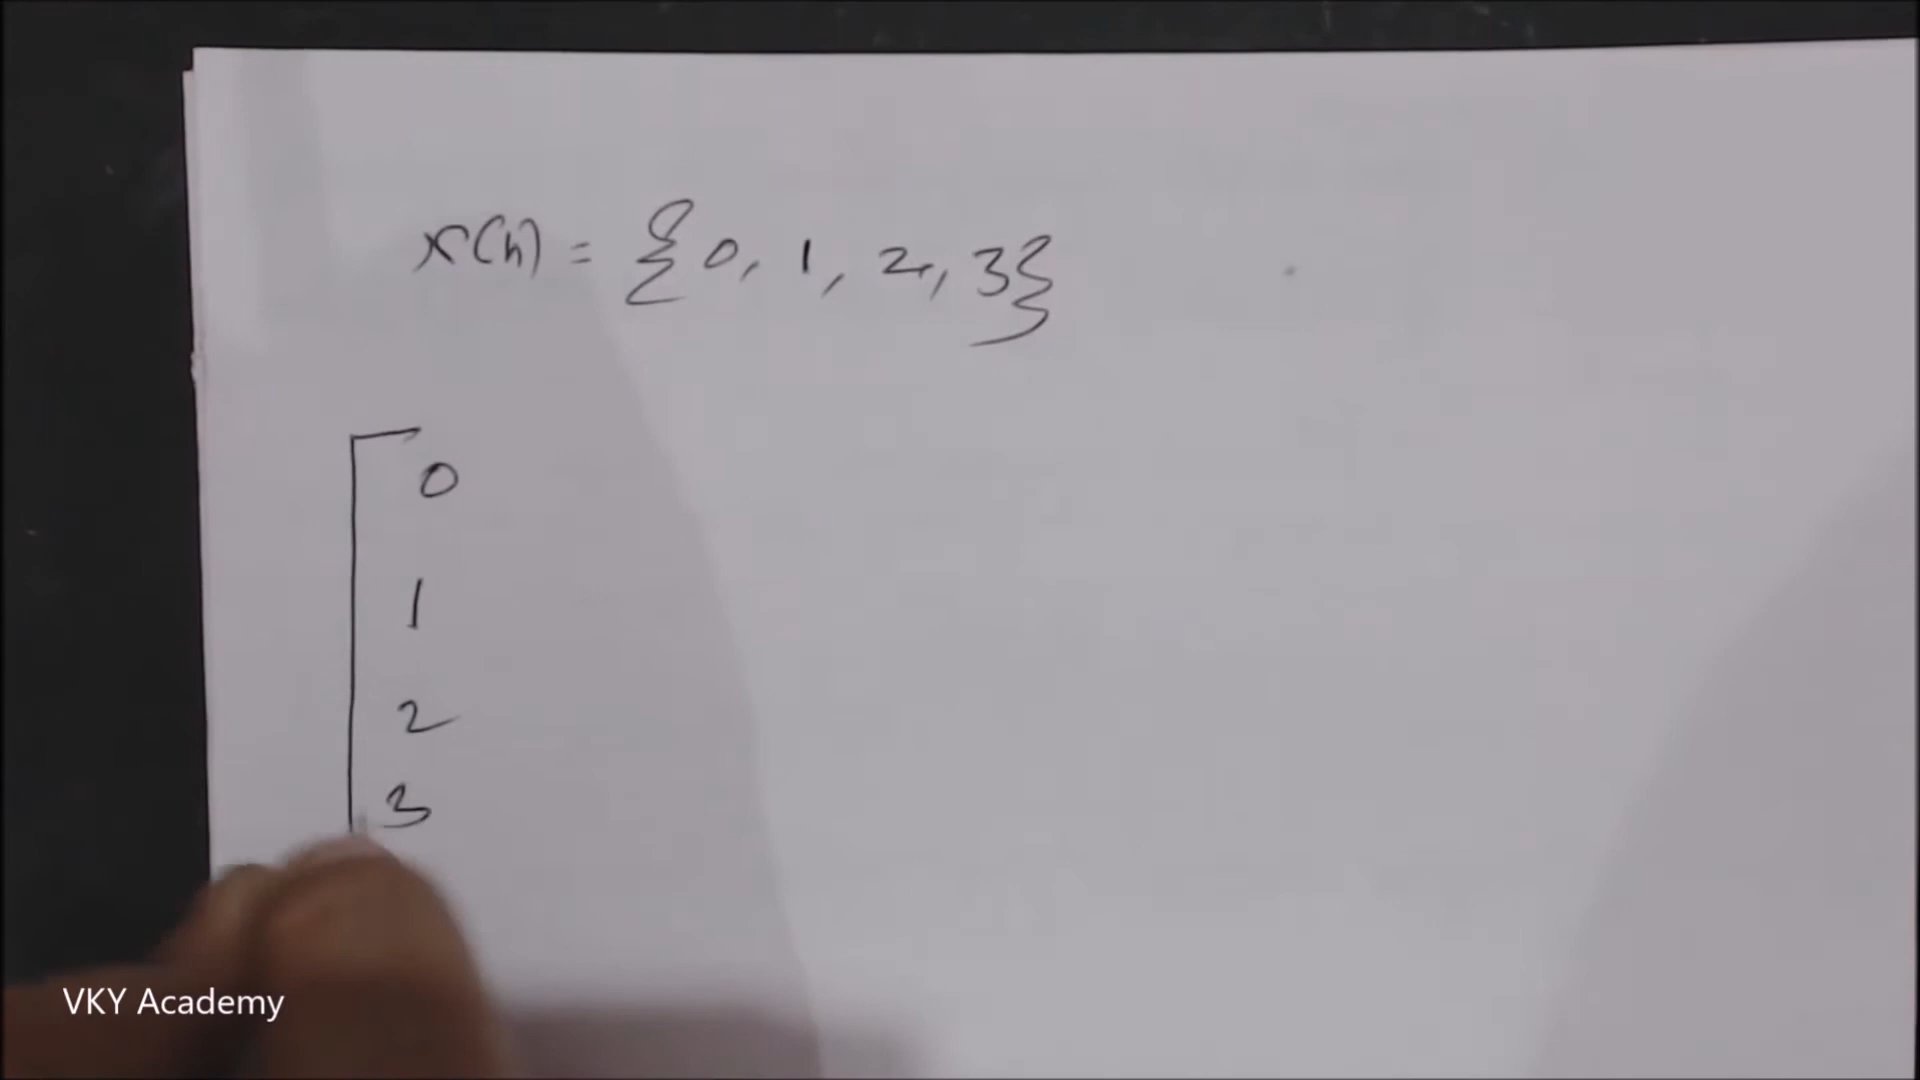 x(n) = {0, 1, 2, 3}
0
1
2
3
VKY Academy